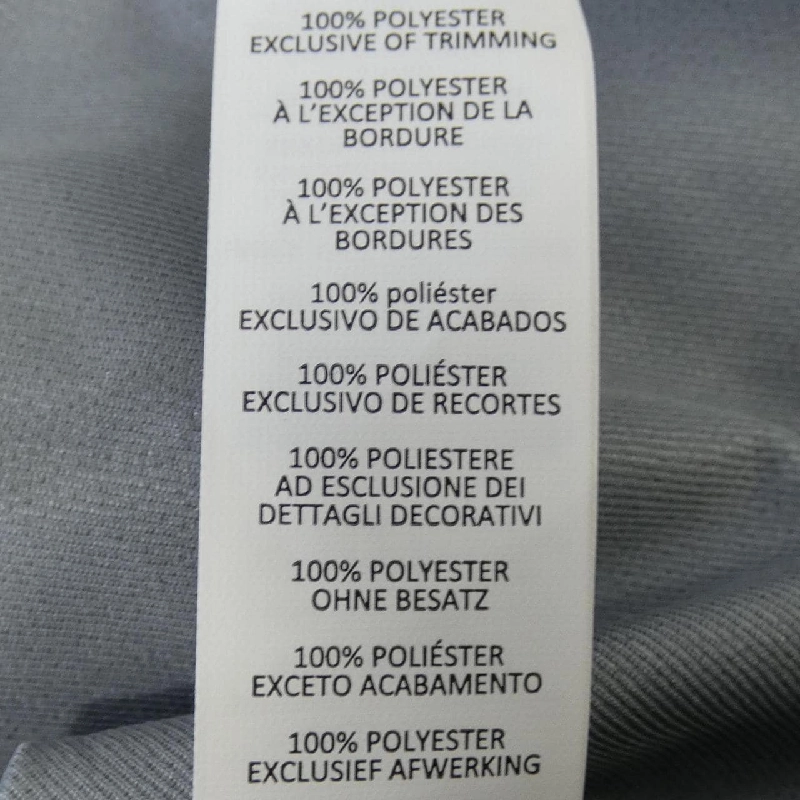 100% POLYESTER
EXCLUSIVE OF TRIMMING
100% POLYESTER
À L'EXCEPTION DE LA
BORDURE
100% POLYESTER
À L'EXCEPTION DES
BORDURES
100% poliéster
EXCLUSIVO DE ACABADOS
100% POLIÉSTER
EXCLUSIVO DE RECORTES
100% POLIESTERE
AD ESCLUSIONE DEI
DETTAGLI DECORATIVI
100% POLYESTER
OHNE BESATZ
100% POLIÉSTER
EXCETO ACABAMENTO
100% POLYESTER
EXCLUSIEF AFWERKING